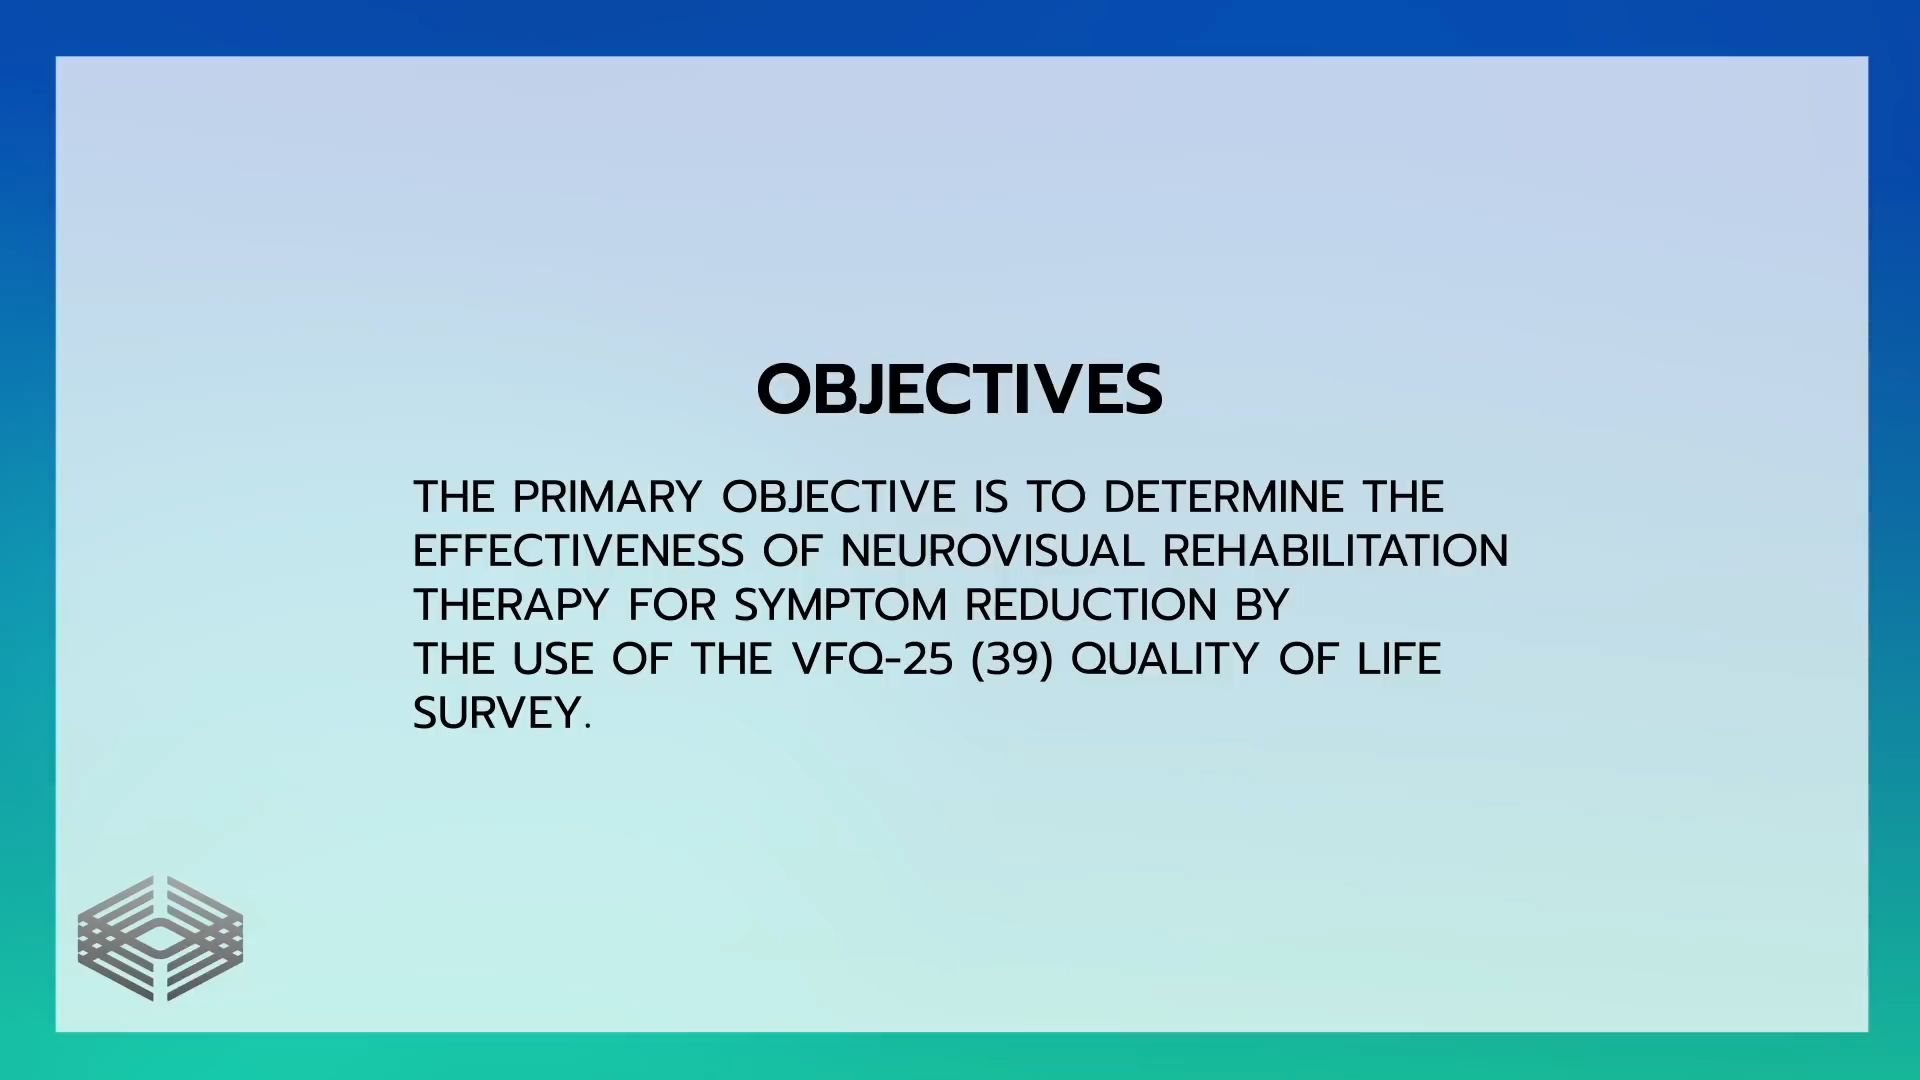 OBJECTIVES
THE PRIMARY OBJECTIVE IS TO DETERMINE THE
EFFECTIVENESS OF NEUROVISUAL REHABILITATION
THERAPY FOR SYMPTOM REDUCTION BY
THE USE OF THE VFQ-25 (39) QUALITY OF LIFE
SURVEY.